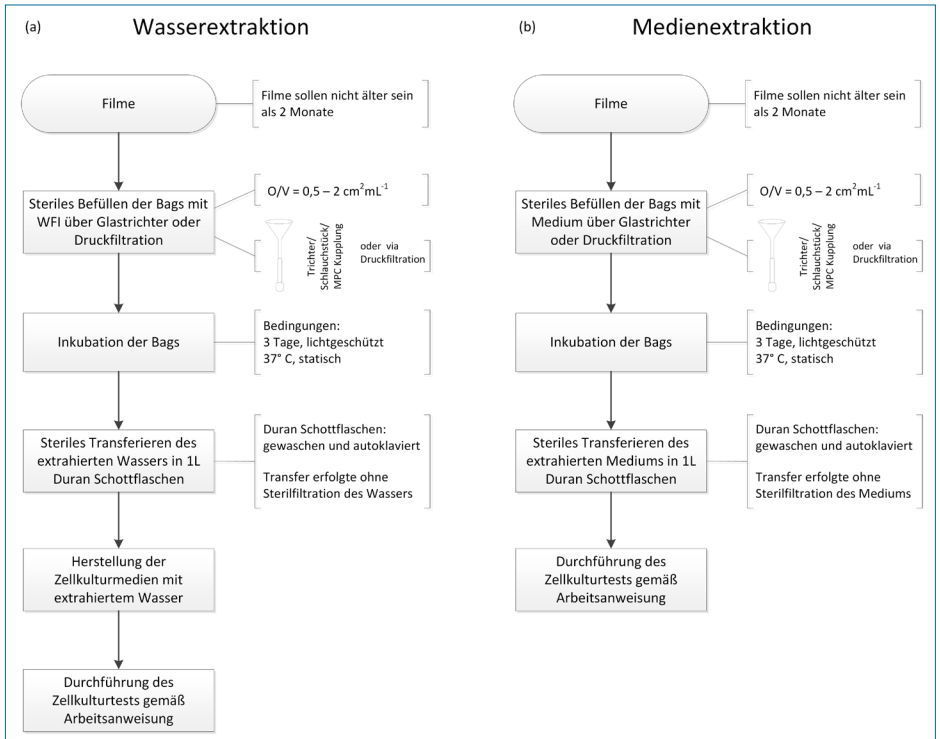 (a) Wasserextraktion
Filme
Filme sollen nicht älter sein
als 2 Monate
Steriles Befüllen der Bags mit
WFI über Glastrichter oder
Druckfiltration
O/V = 0,5 – 2 cm²mL⁻¹
Trichter/
Schlauchstück/
MPC Kupplung
oder via
Druckfiltration
Inkubation der Bags
Bedingungen:
3 Tage, lichtgeschützt
37° C, statisch
Steriles Transferieren des
extrahierten Wassers in 1L
Duran Schottflaschen
Duran Schottflaschen:
gewaschen und autoklaviert
Transfer erfolgte ohne
Sterilfiltration des Wassers
Herstellung der
Zellkulturmedien mit
extrahiertem Wasser
Durchführung des
Zellkulturtests gemäß
Arbeitsanweisung
(b) Medienextraktion
Filme
Filme sollen nicht älter sein
als 2 Monate
Steriles Befüllen der Bags mit
Medium über Glastrichter
oder Druckfiltration
O/V = 0,5 – 2 cm²mL⁻¹
Trichter/
Schlauchstück/
MPC Kupplung
oder via
Druckfiltration
Inkubation der Bags
Bedingungen:
3 Tage, lichtgeschützt
37° C, statisch
Steriles Transferieren des
extrahierten Mediums in 1L
Duran Schottflaschen
Duran Schottflaschen:
gewaschen und autoklaviert
Transfer erfolgte ohne
Sterilfiltration des Mediums
Durchführung des
Zellkulturtests gemäß
Arbeitsanweisung